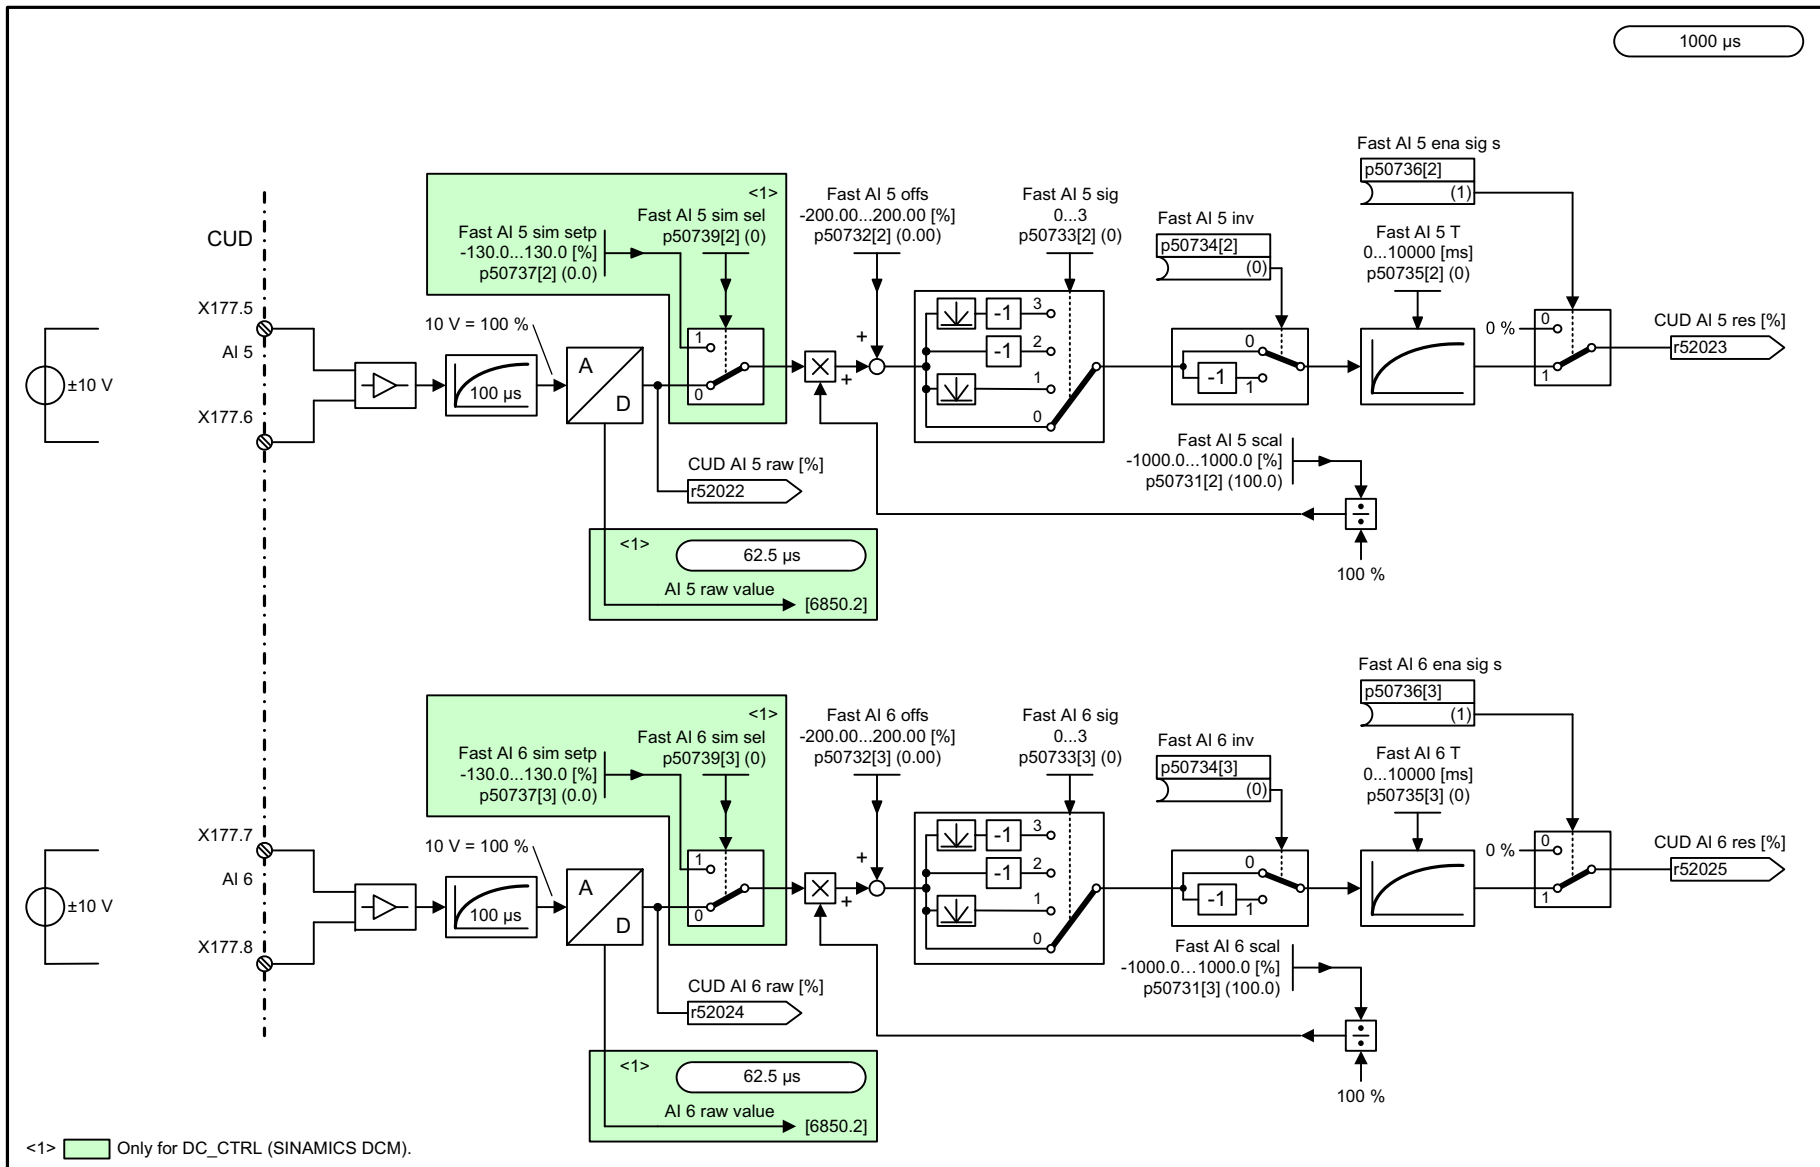 1000 µs
CUD
X177.5
AI 5
X177.6
±10 V
100 µs
10 V = 100 %
A
D
<1>
Fast AI 5 sim setp
-130.0...130.0 [%]
p50737[2] (0.0)
Fast AI 5 sim sel
p50739[2] (0)
1
0
CUD AI 5 raw [%]
r52022
<1>
62.5 µs
AI 5 raw value
[6850.2]
Fast AI 5 offs
-200.00...200.00 [%]
p50732[2] (0.00)
+
+
Fast AI 5 sig
0...3
p50733[2] (0)
-1
3
-1
2
1
0
Fast AI 5 inv
p50734[2]
(0)
0
-1
1
Fast AI 5 scal
-1000.0...1000.0 [%]
p50731[2] (100.0)
100 %
Fast AI 5 T
0...10000 [ms]
p50735[2] (0)
Fast AI 5 ena sig s
p50736[2]
(1)
0 %
0
1
CUD AI 5 res [%]
r52023
X177.7
AI 6
X177.8
±10 V
100 µs
10 V = 100 %
A
D
<1>
Fast AI 6 sim setp
-130.0...130.0 [%]
p50737[3] (0.0)
Fast AI 6 sim sel
p50739[3] (0)
1
0
CUD AI 6 raw [%]
r52024
<1>
62.5 µs
AI 6 raw value
[6850.2]
Fast AI 6 offs
-200.00...200.00 [%]
p50732[3] (0.00)
+
+
Fast AI 6 sig
0...3
p50733[3] (0)
-1
3
-1
2
1
0
Fast AI 6 inv
p50734[3]
(0)
0
-1
1
Fast AI 6 scal
-1000.0...1000.0 [%]
p50731[3] (100.0)
100 %
Fast AI 6 T
0...10000 [ms]
p50735[3] (0)
Fast AI 6 ena sig s
p50736[3]
(1)
0 %
0
1
CUD AI 6 res [%]
r52025
<1> Only for DC_CTRL (SINAMICS DCM).